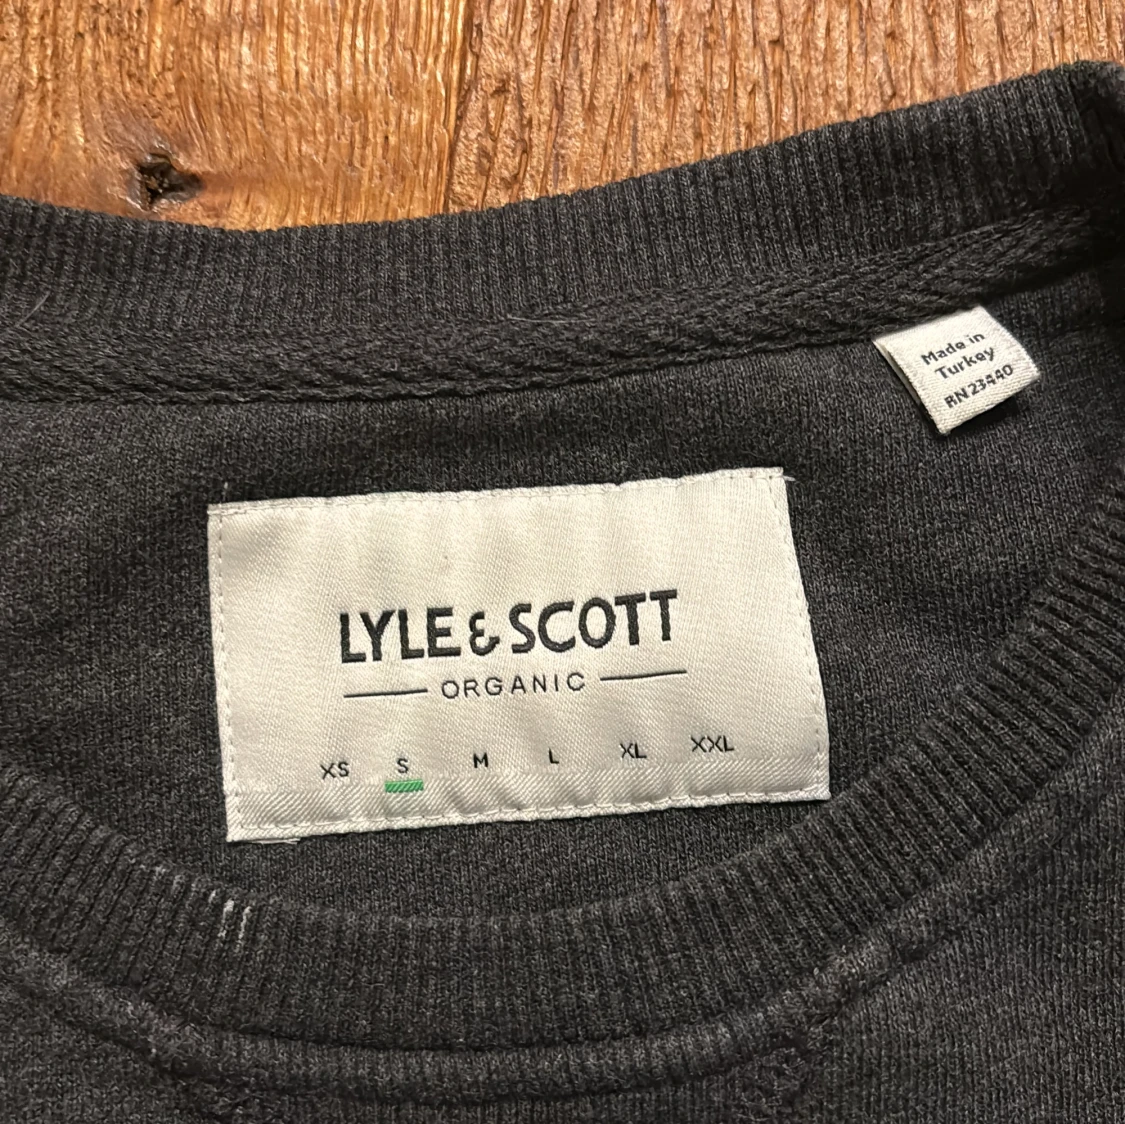 Made in
Turkey
RN23440
LYLE & SCOTT
ORGANIC
XS S M L XL XXL